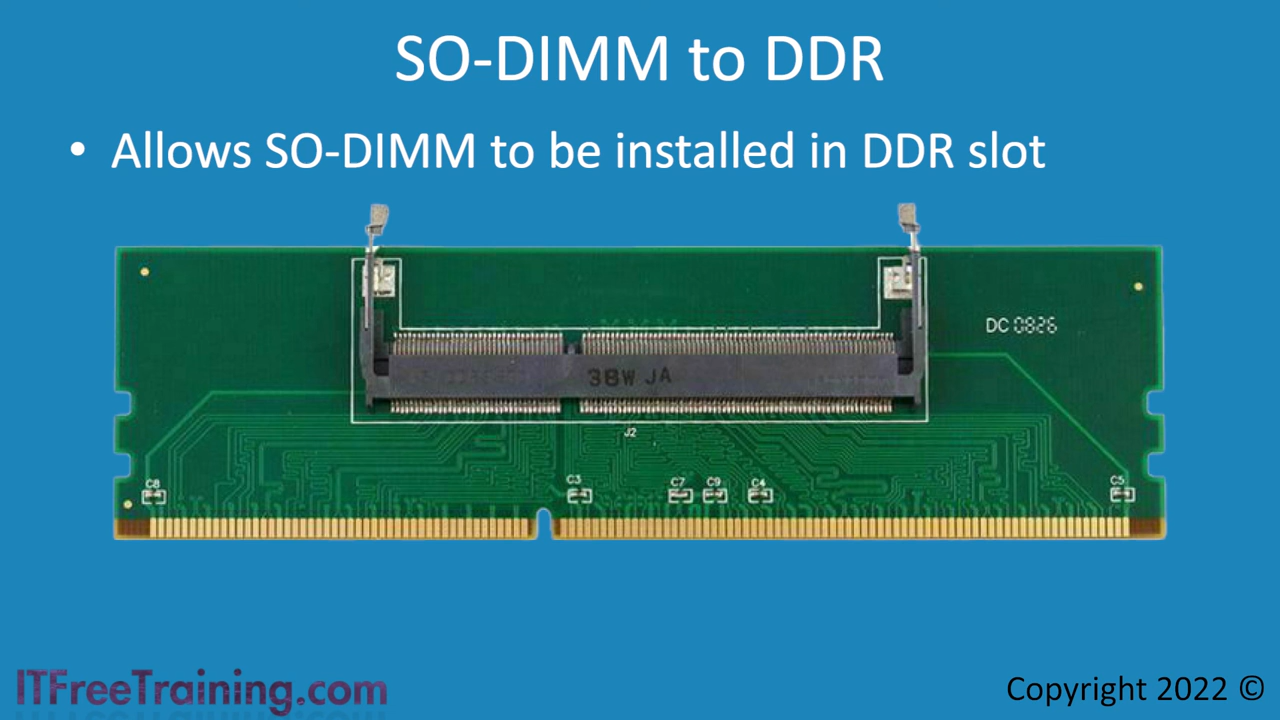 SO-DIMM to DDR
• Allows SO-DIMM to be installed in DDR slot
DC 0826
38W JA
J2
C8
C3
C7
C9
C4
C5
ITFreeTraining.com
Copyright 2022 ©